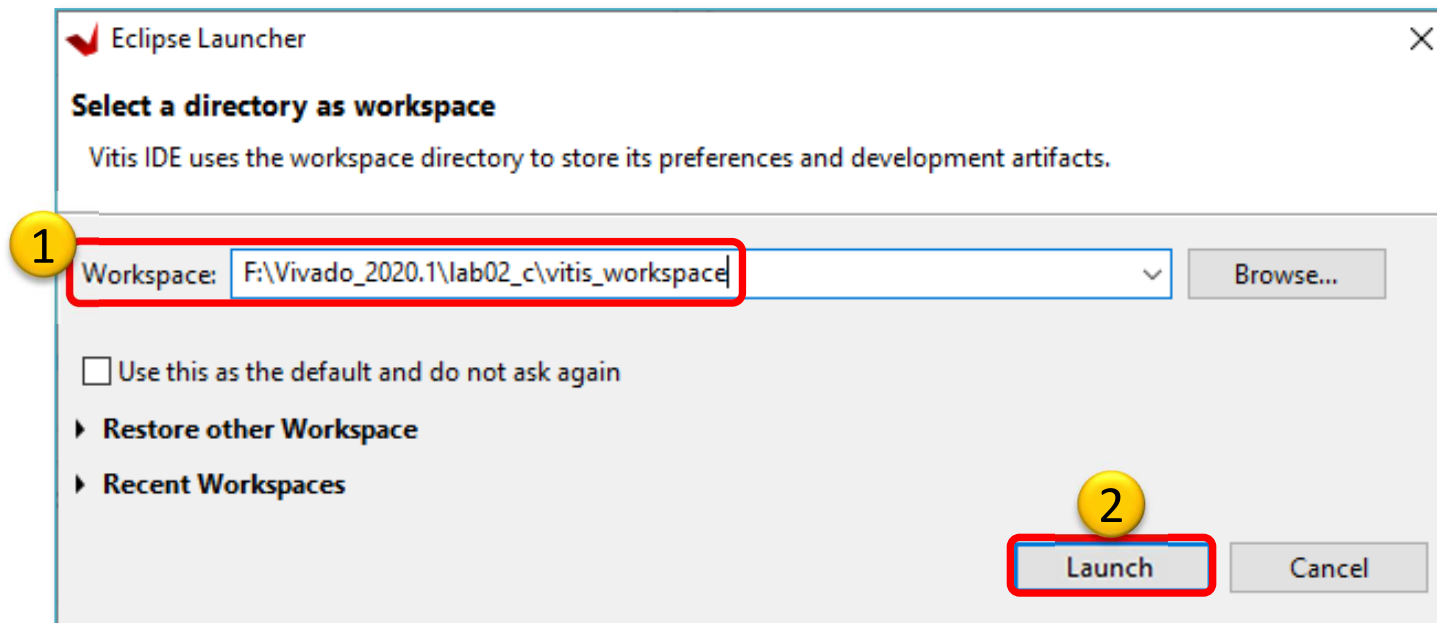 Eclipse Launcher
Select a directory as workspace
Vitis IDE uses the workspace directory to store its preferences and development artifacts.
1
Workspace: F:\Vivado_2020.1\lab02_c\vitis_workspace Browse...
Use this as the default and do not ask again
Restore other Workspace
Recent Workspaces
2
Launch Cancel